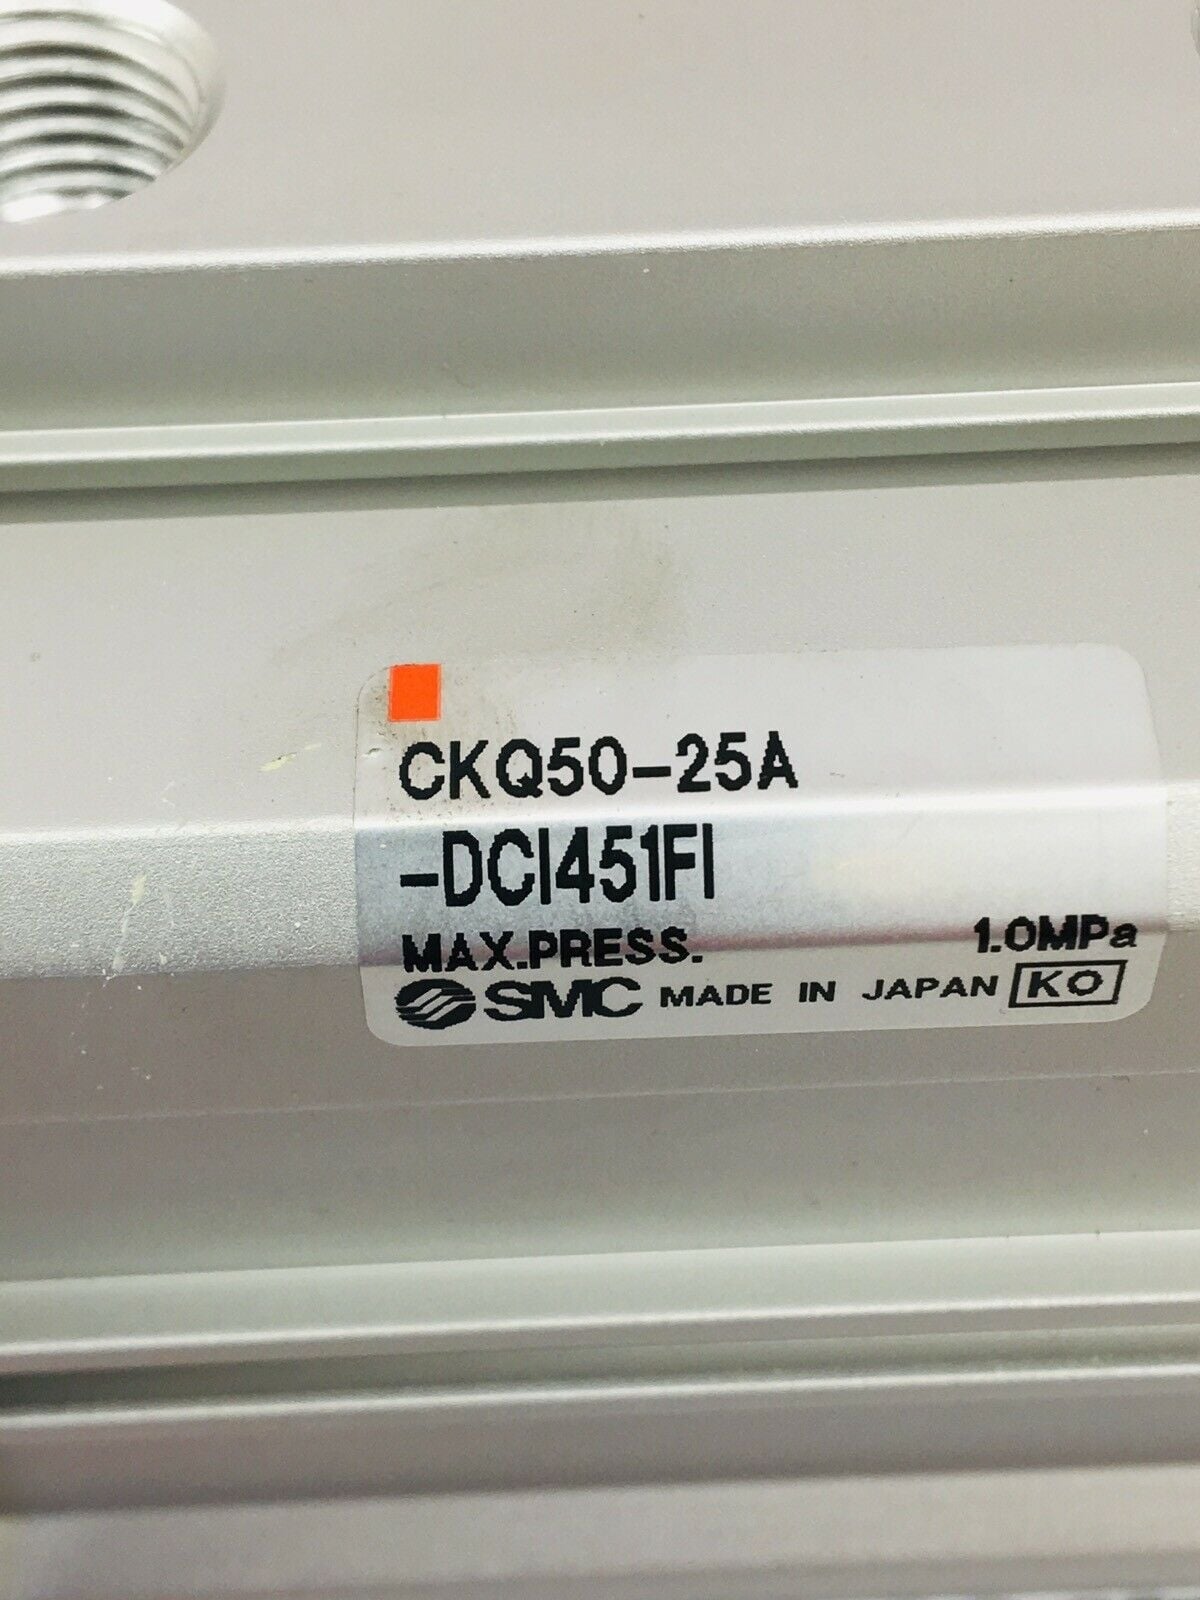 CKQ50-25A
-DCI451FI
MAX.PRESS. 1.0MPa
SMC MADE IN JAPAN KO